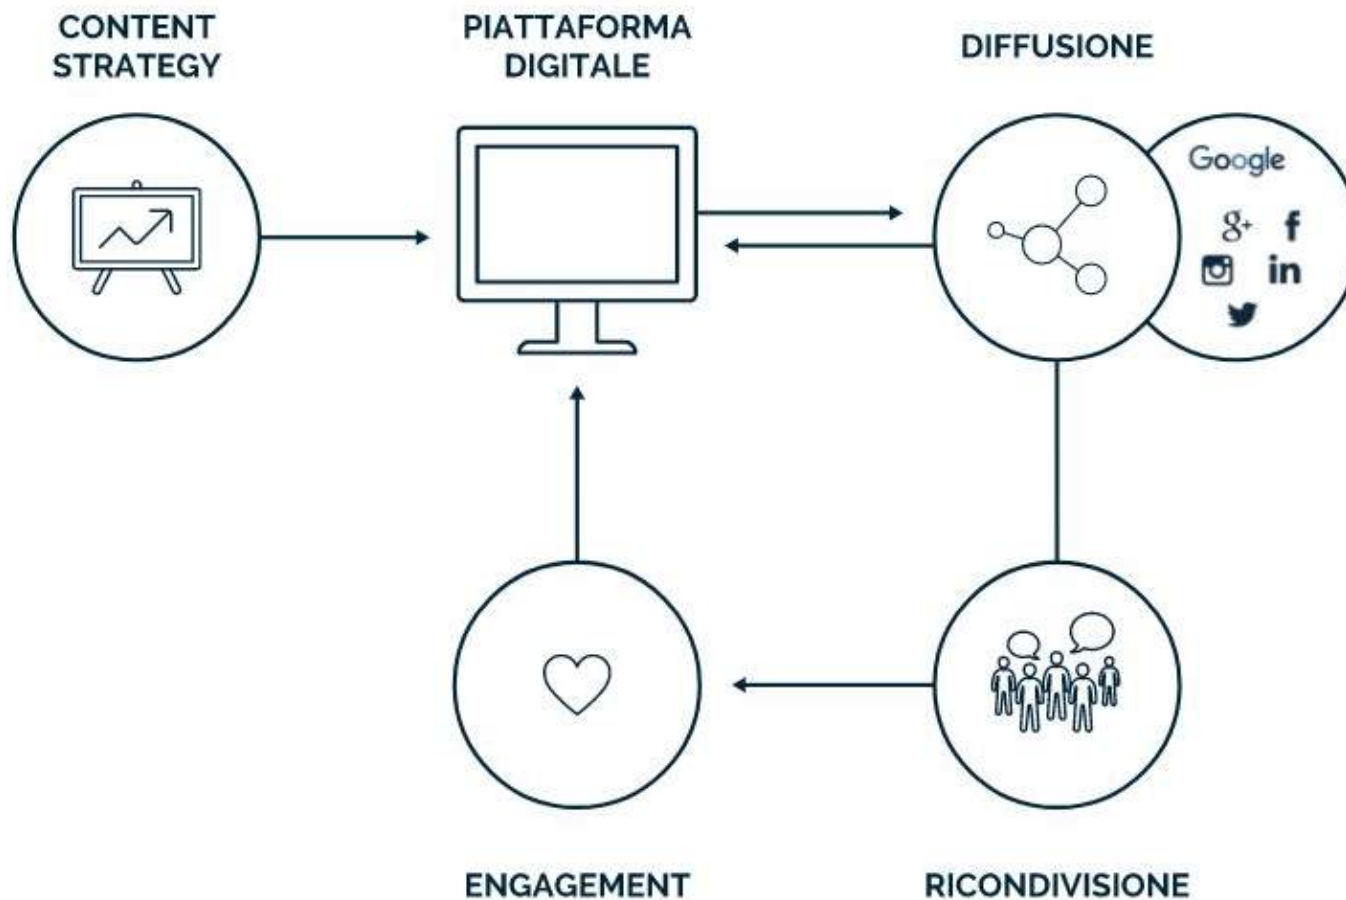 CONTENT
STRATEGY
PIATTAFORMA
DIGITALE
DIFFUSIONE
Google
g+ f
in
ENGAGEMENT
RICONDIVISIONE